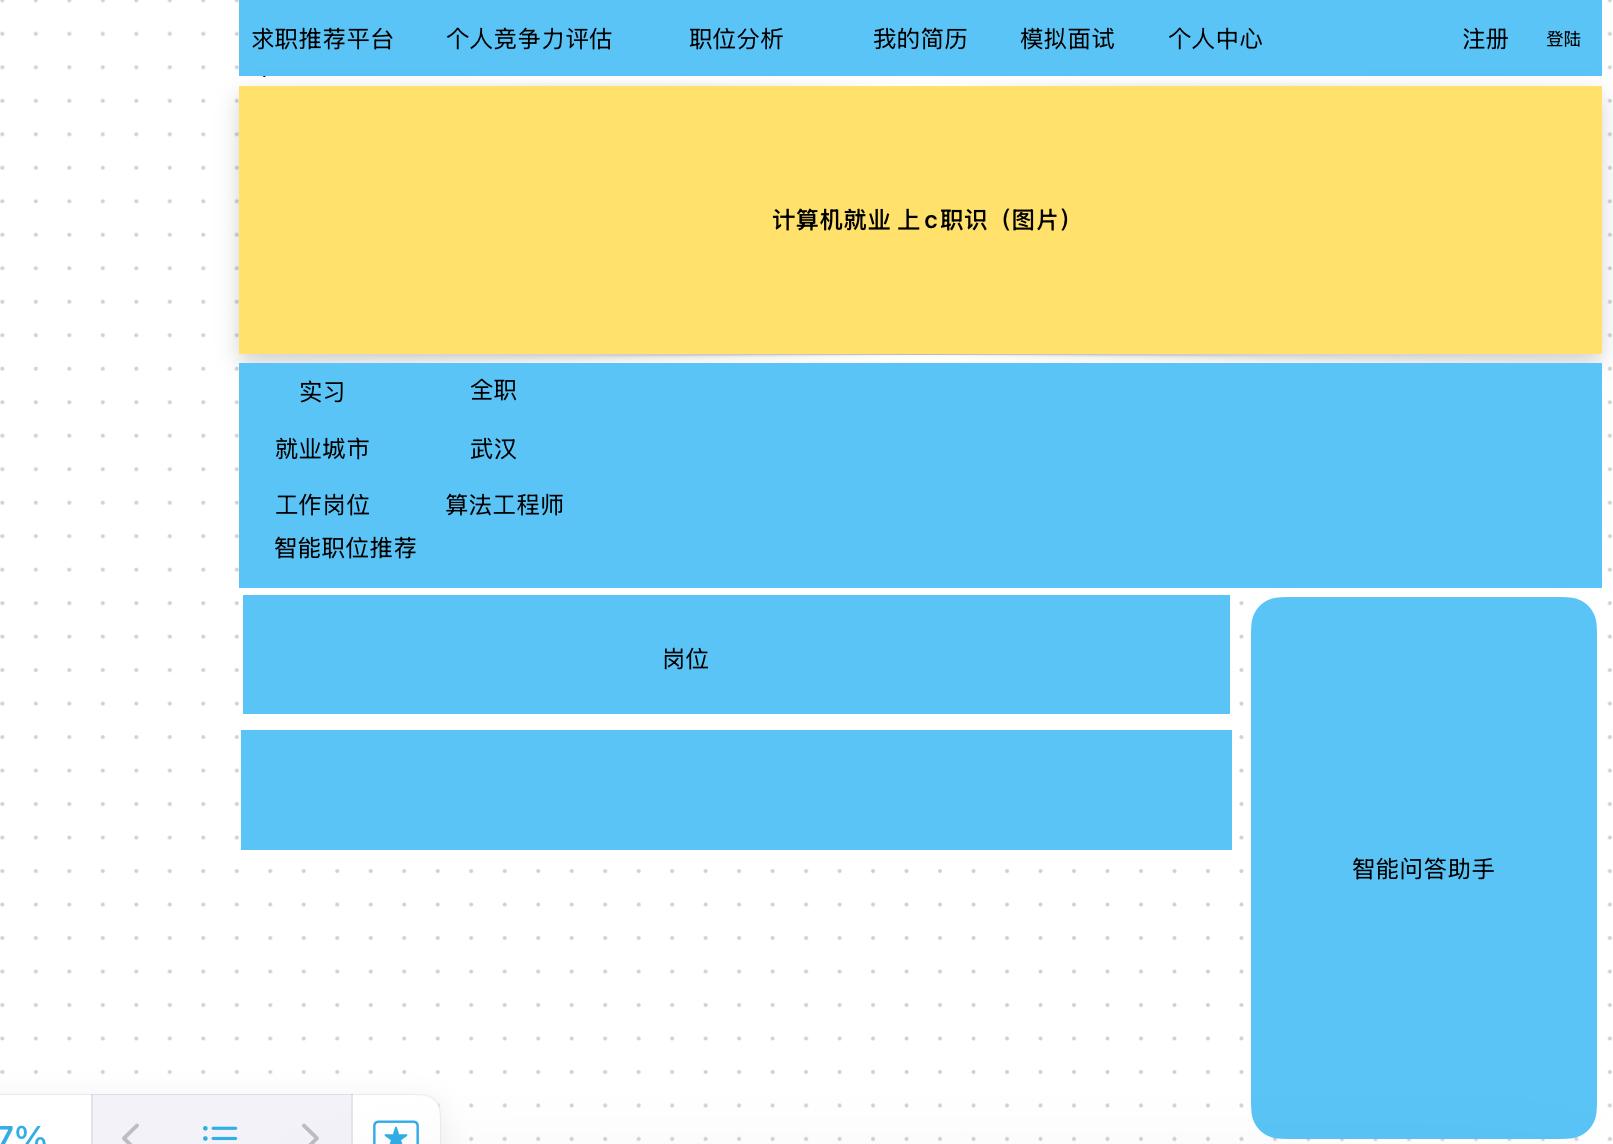 求职推荐平台 个人竞争力评估 职位分析 我的简历 模拟面试 个人中心 注册 登陆
计算机就业 上c职识（图片）
实习 全职
就业城市 武汉
工作岗位 算法工程师
智能职位推荐
岗位
智能问答助手
7%